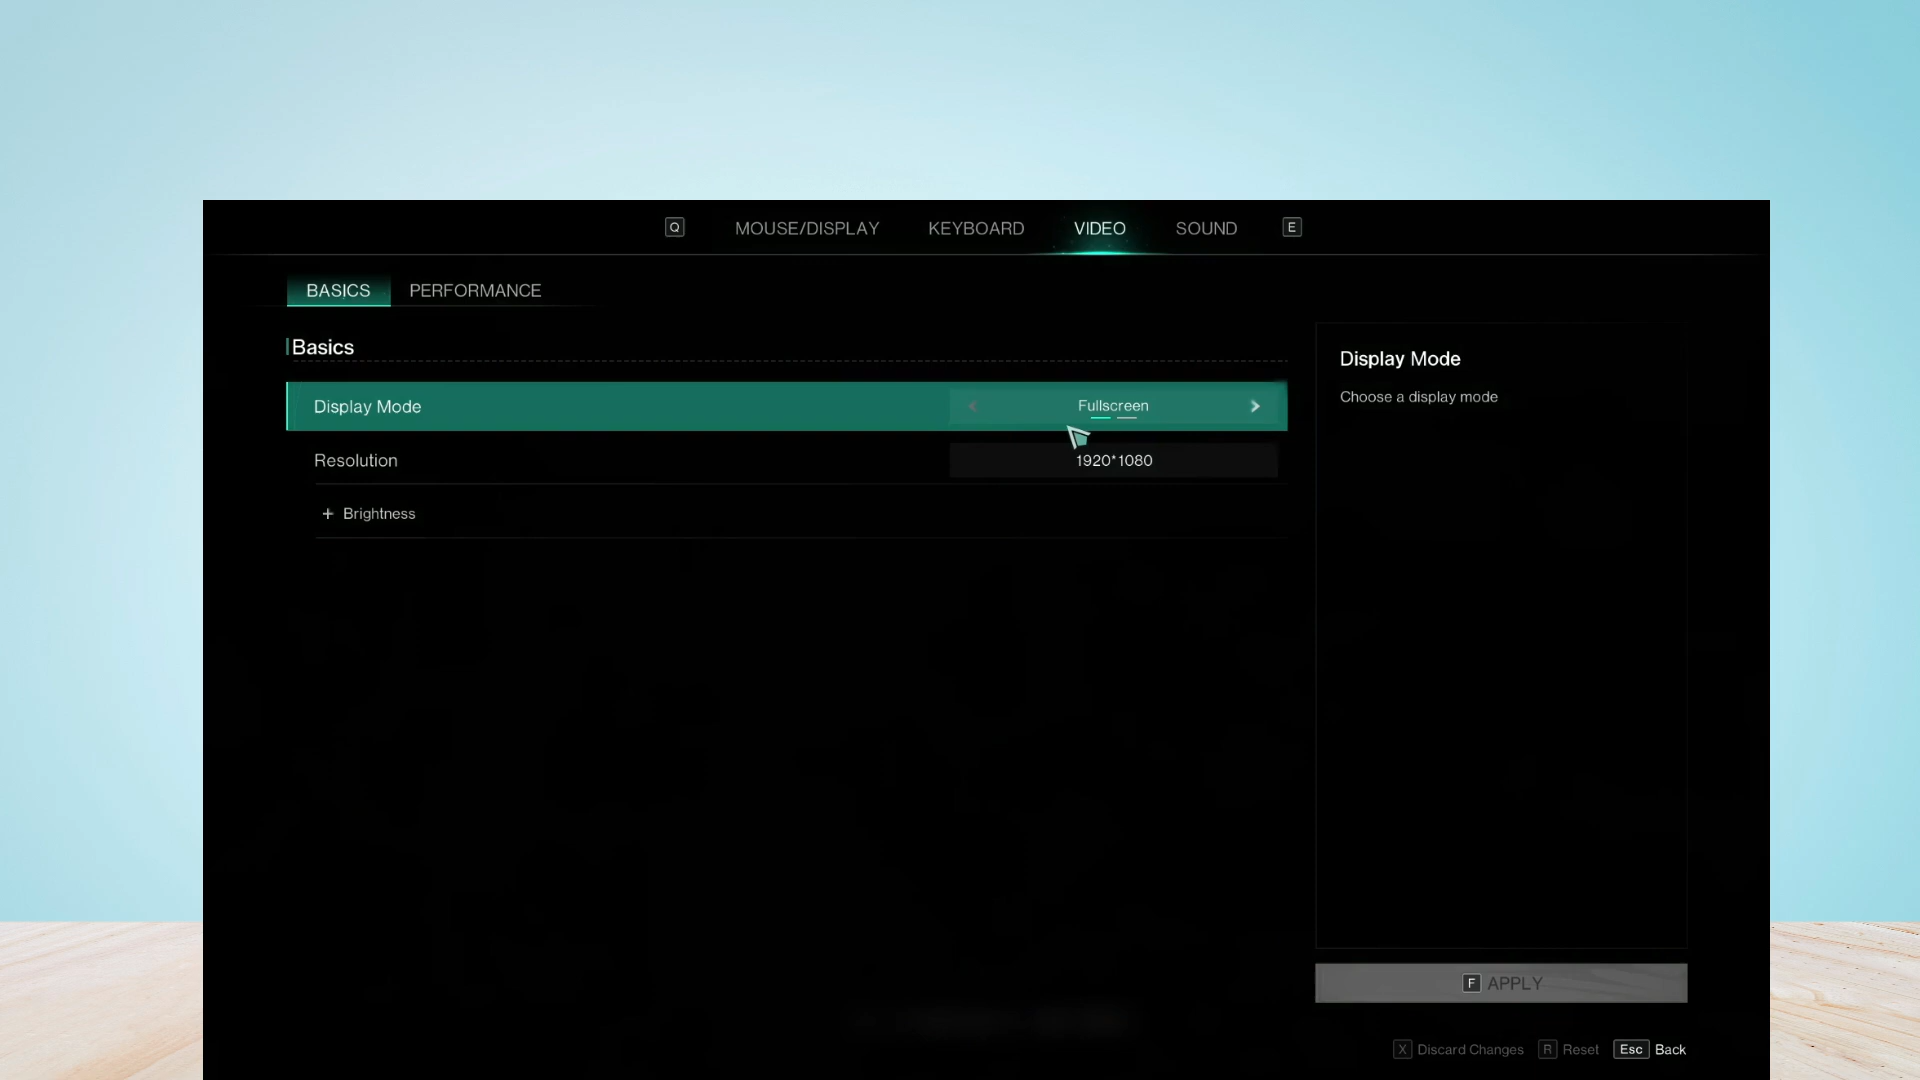 Q MOUSE/DISPLAY KEYBOARD VIDEO SOUND E
BASICS PERFORMANCE
Basics
Display Mode Fullscreen
Resolution 1920*1080
+ Brightness
Display Mode
Choose a display mode
F APPLY
X Discard Changes R Reset Esc Back